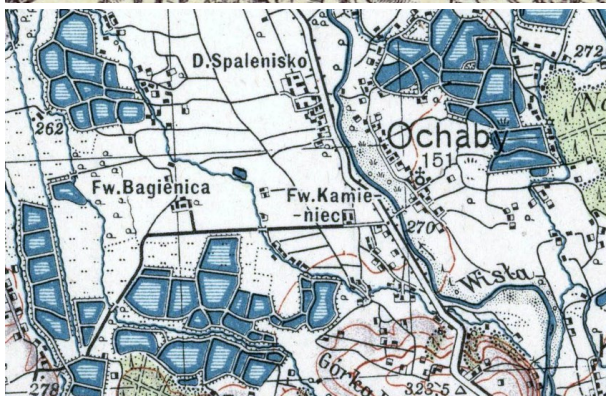 272
D.Spalenisko
Ochaby
151
262
Fw.Bagienica
Fw.Kamie-
-niec
270
Wisła
Górka
278
323.5